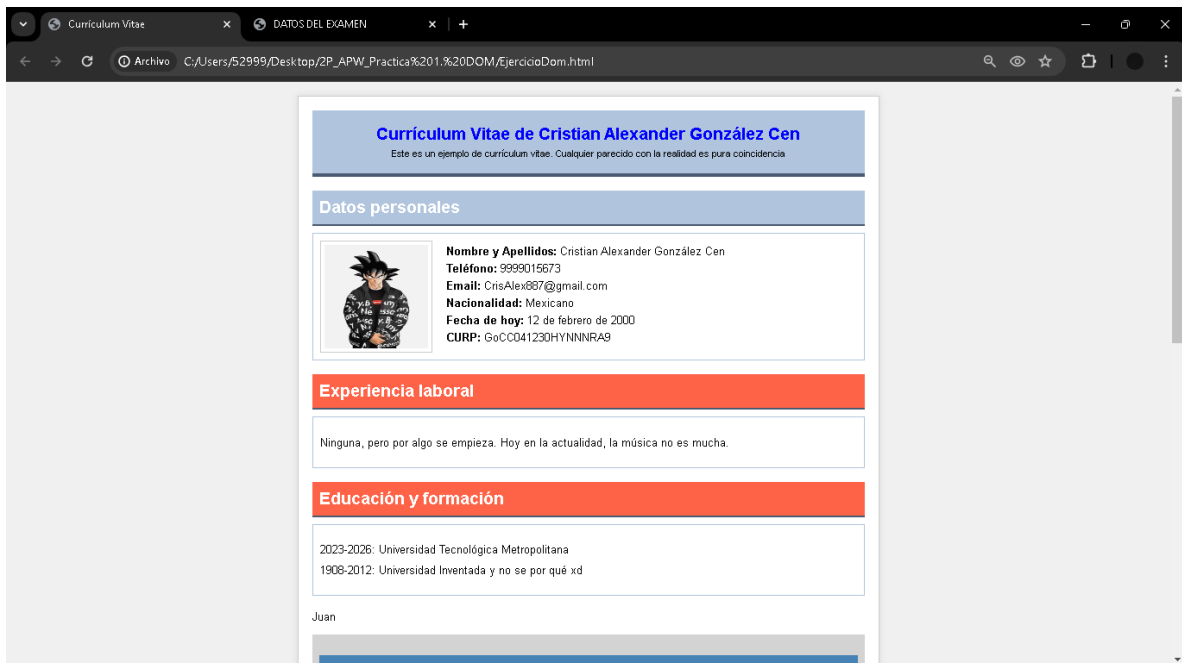 Currículum Vitae
DATOS DEL EXAMEN
Archivo C:/Users/52999/Desktop/2P_APW_Practica%201.%20DOM/EjercicioDom.html
Currículum Vitae de Cristian Alexander González Cen
Este es un ejemplo de currículum vitae. Cualquier parecido con la realidad es pura coincidencia
Datos personales
Nombre y Apellidos: Cristian Alexander González Cen
Teléfono: 9999015673
Email: CrisAlex887@gmail.com
Nacionalidad: Mexicano
Fecha de hoy: 12 de febrero de 2000
CURP: GoCC041230HYNNNRA9
Experiencia laboral
Ninguna, pero por algo se empieza. Hoy en la actualidad, la música no es mucha.
Educación y formación
2023-2026: Universidad Tecnológica Metropolitana
1908-2012: Universidad Inventada y no se por qué xd
Juan